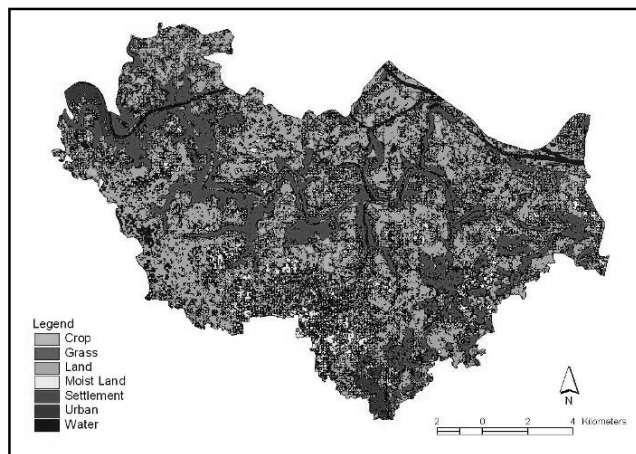 Legend
Crop
Grass
Land
Moist Land
Settlement
Urban
Water
N
2 0 2 4 Kilometers